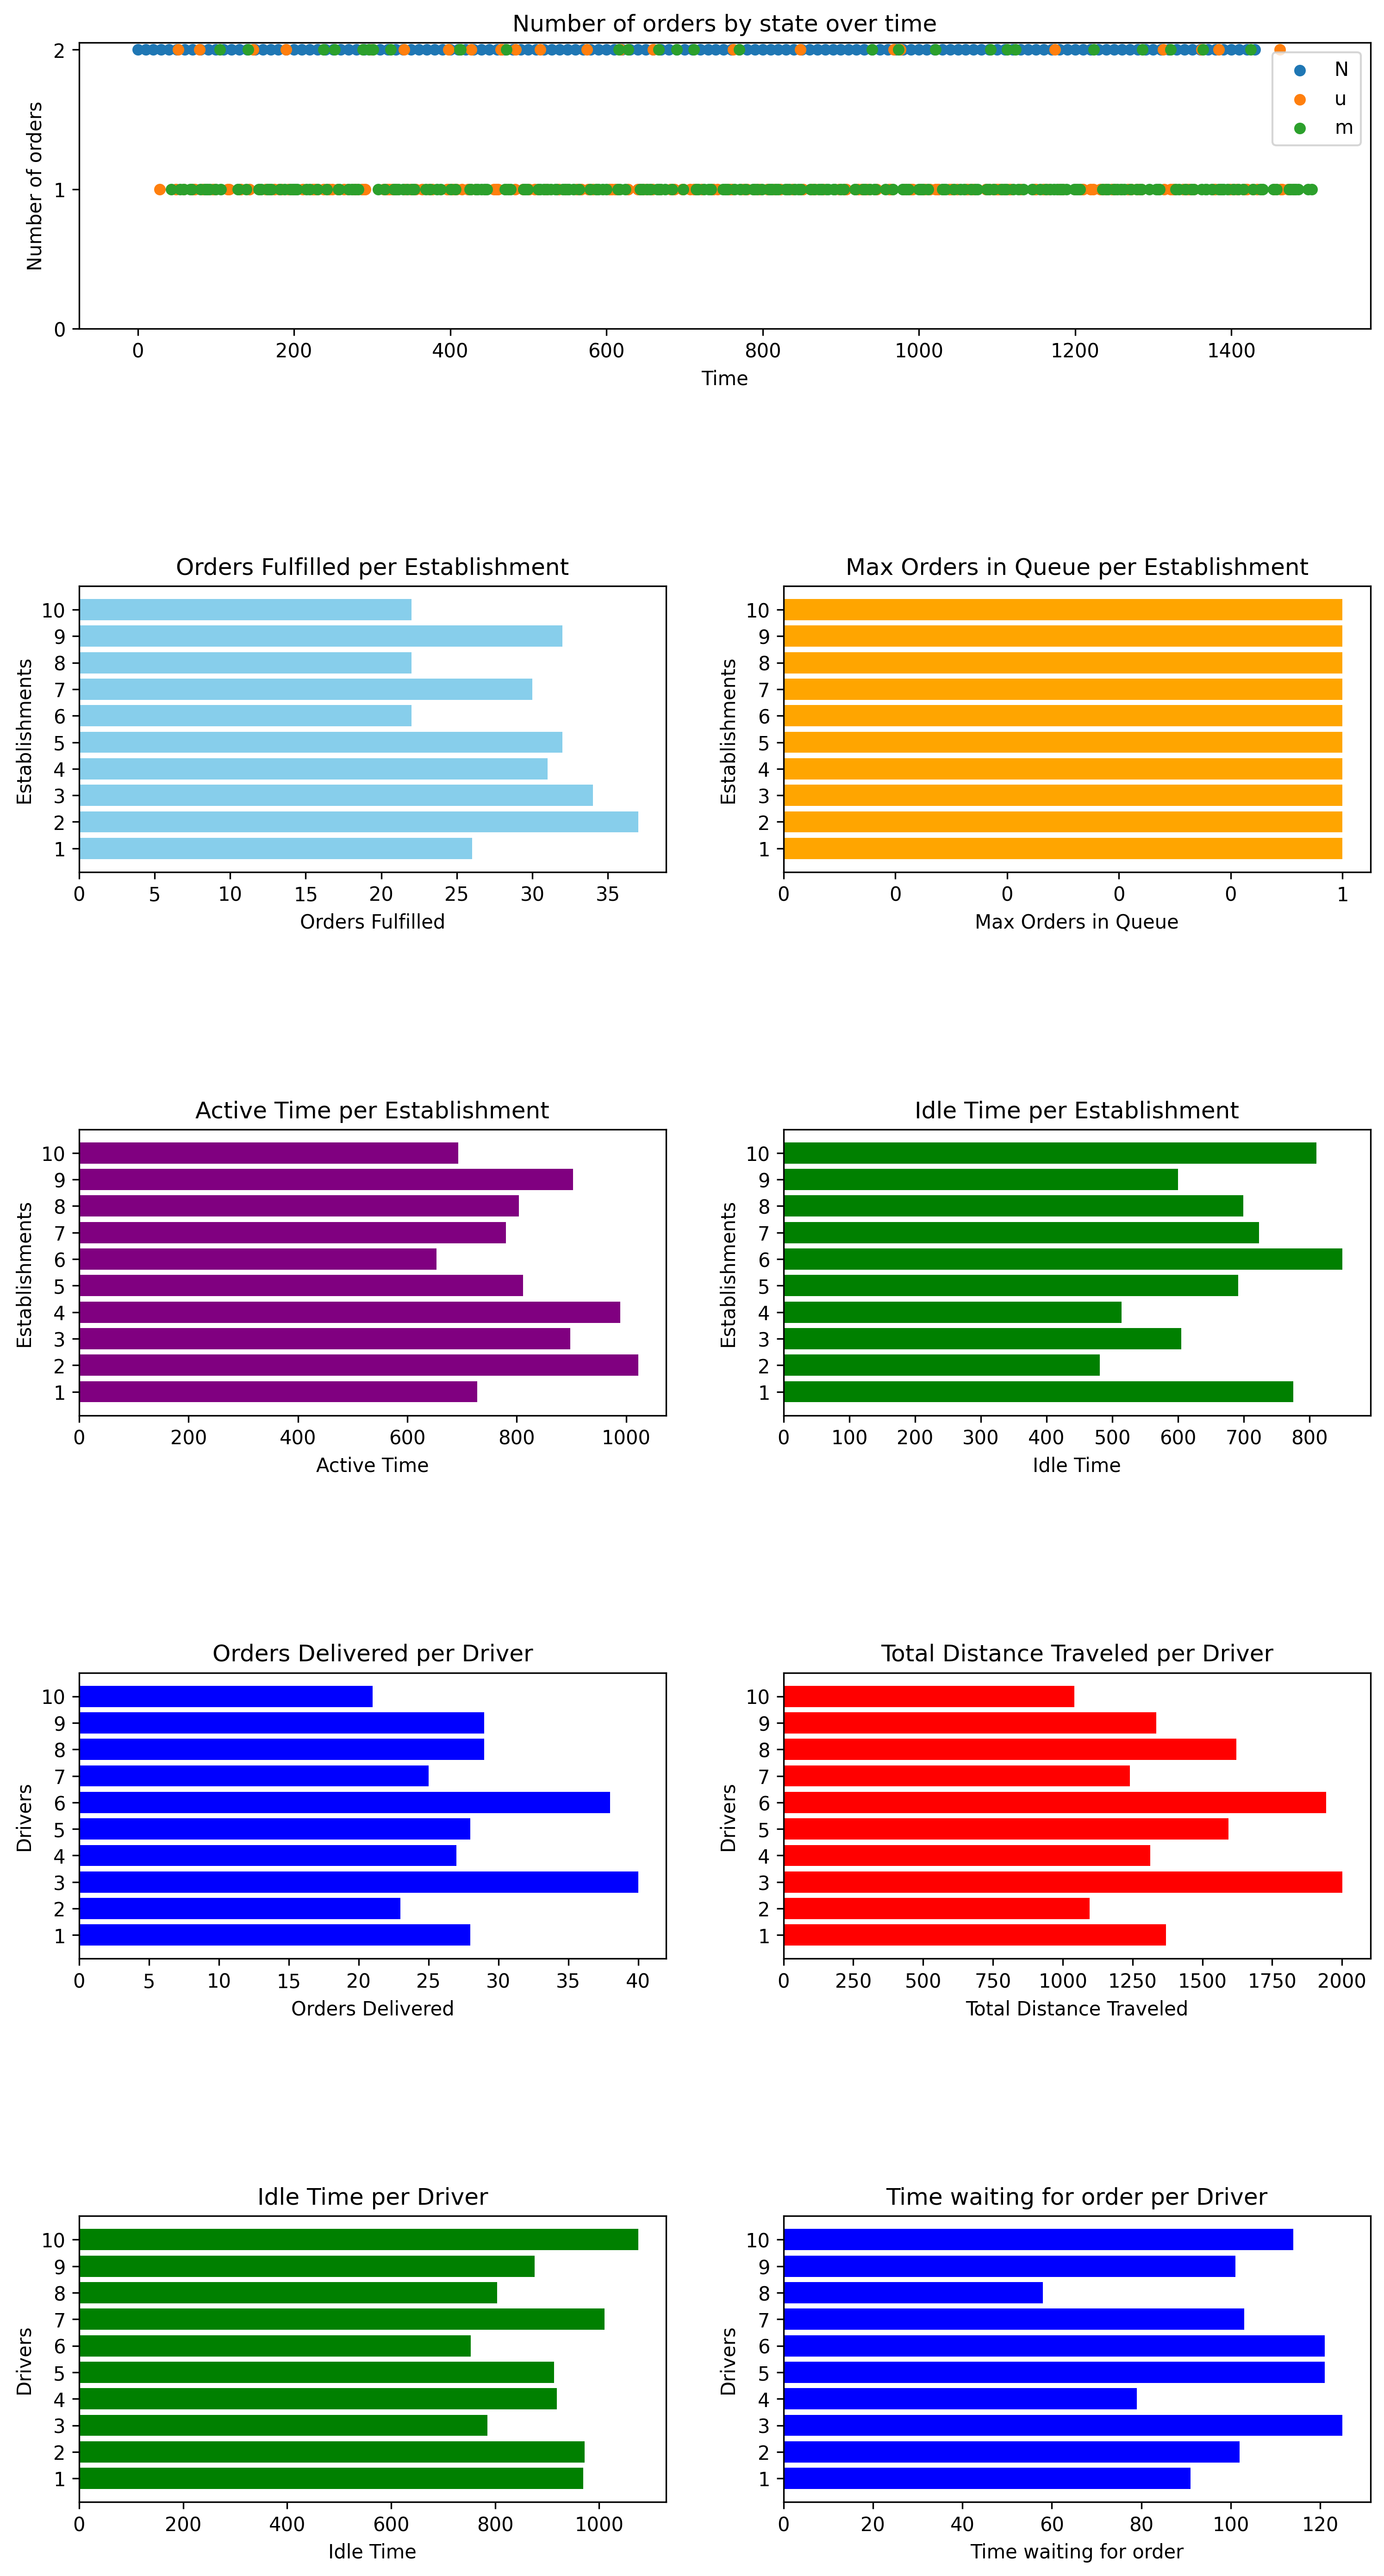 Number of orders by state over time
Number of orders
2
1
0
N
u
m
0 200 400 600 800 1000 1200 1400
Time
Orders Fulfilled per Establishment
Establishments
10
9
8
7
6
5
4
3
2
1
0 5 10 15 20 25 30 35
Orders Fulfilled
Max Orders in Queue per Establishment
Establishments
10
9
8
7
6
5
4
3
2
1
0 0 0 0 0 1
Max Orders in Queue
Active Time per Establishment
Establishments
10
9
8
7
6
5
4
3
2
1
0 200 400 600 800 1000
Active Time
Idle Time per Establishment
Establishments
10
9
8
7
6
5
4
3
2
1
0 100 200 300 400 500 600 700 800
Idle Time
Orders Delivered per Driver
Drivers
10
9
8
7
6
5
4
3
2
1
0 5 10 15 20 25 30 35 40
Orders Delivered
Total Distance Traveled per Driver
Drivers
10
9
8
7
6
5
4
3
2
1
0 250 500 750 1000 1250 1500 1750 2000
Total Distance Traveled
Idle Time per Driver
Drivers
10
9
8
7
6
5
4
3
2
1
0 200 400 600 800 1000
Idle Time
Time waiting for order per Driver
Drivers
10
9
8
7
6
5
4
3
2
1
0 20 40 60 80 100 120
Time waiting for order